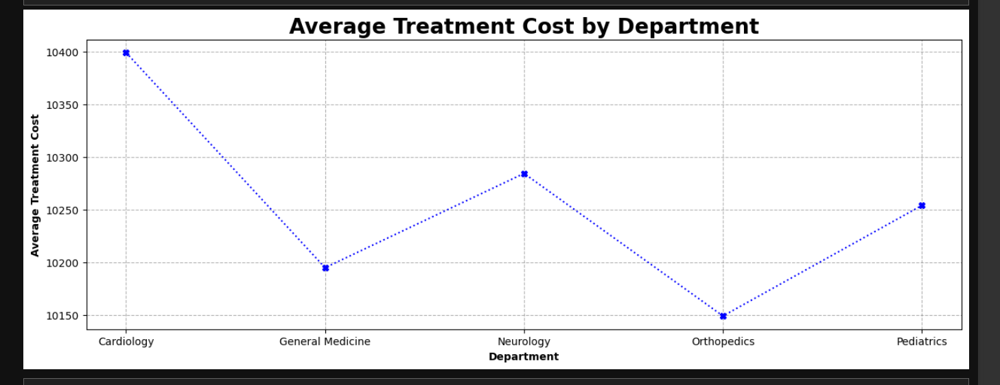 Average Treatment Cost by Department
Average Treatment Cost
10400
10350
10300
10250
10200
10150
Cardiology General Medicine Neurology Orthopedics Pediatrics
Department